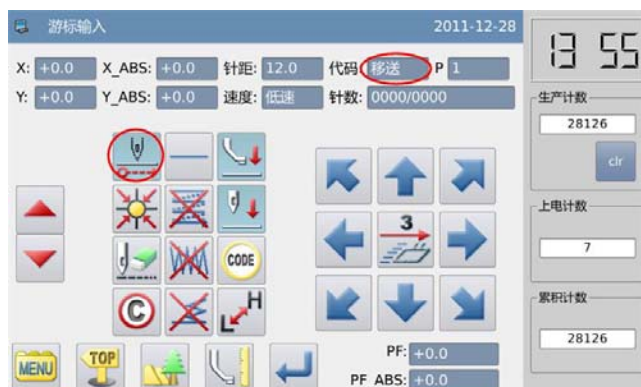 游标输入 2011-12-28
X: +0.0 X_ABS: +0.0 针距: 12.0 代码: 移送 P 1
Y: +0.0 Y_ABS: +0.0 速度: 低速 针数: 0000/0000
13 55
生产计数
28126
clr
上电计数
7
累积计数
28126
3
CODE
C
H
L
PF: +0.0
PF_ABS: +0.0
MENU
TOP